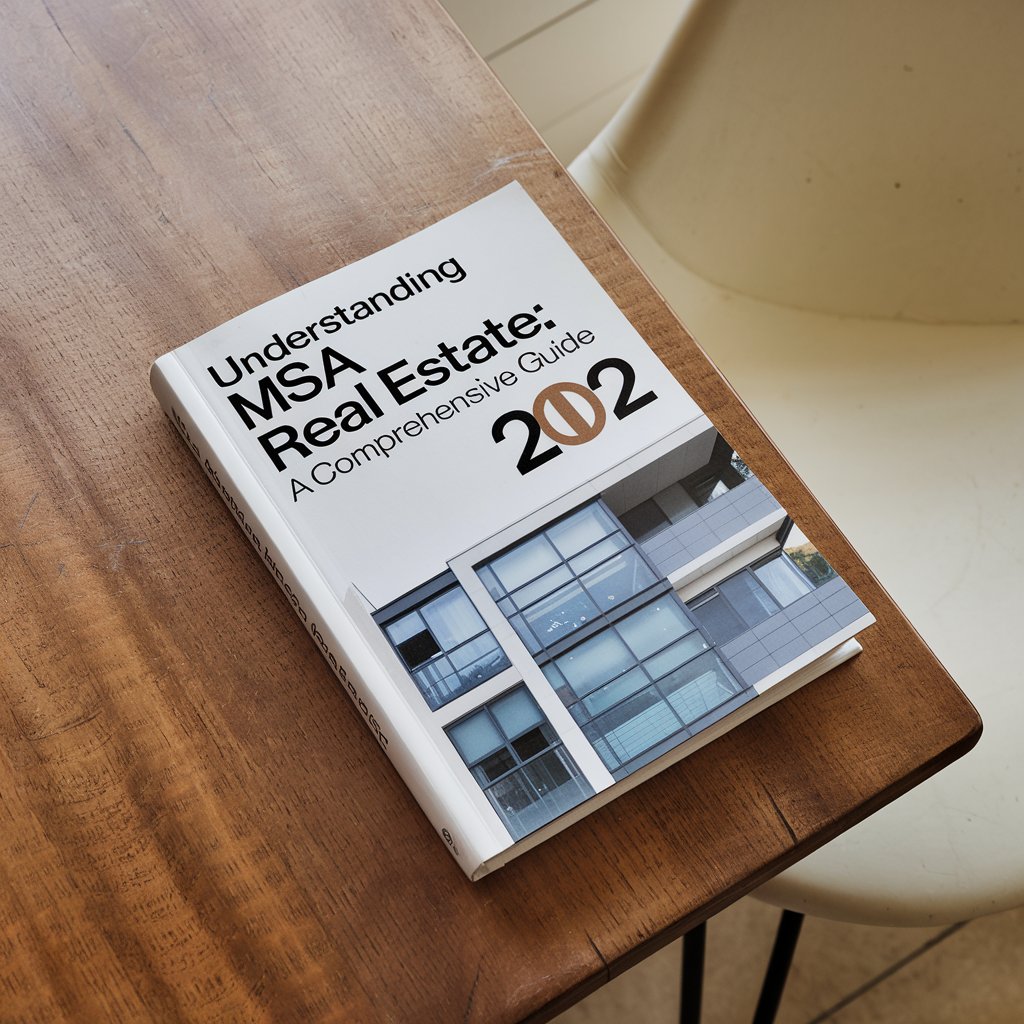 Understanding
MSA
Real Estate:
A Comprehensive Guide
202